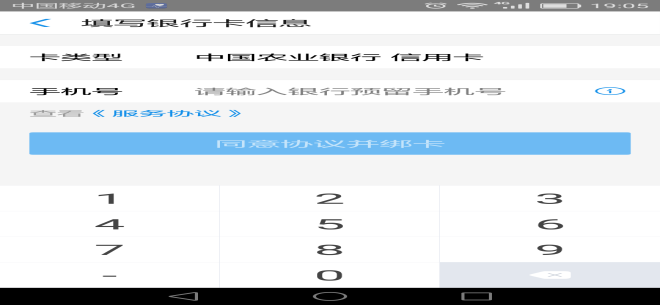 中国移动4G 4G 19:05
填写银行卡信息
卡类型 中国农业银行 信用卡
手机号 请输入银行预留手机号
查看《服务协议》
同意协议并绑卡
1 2 3
4 5 6
7 8 9
- 0